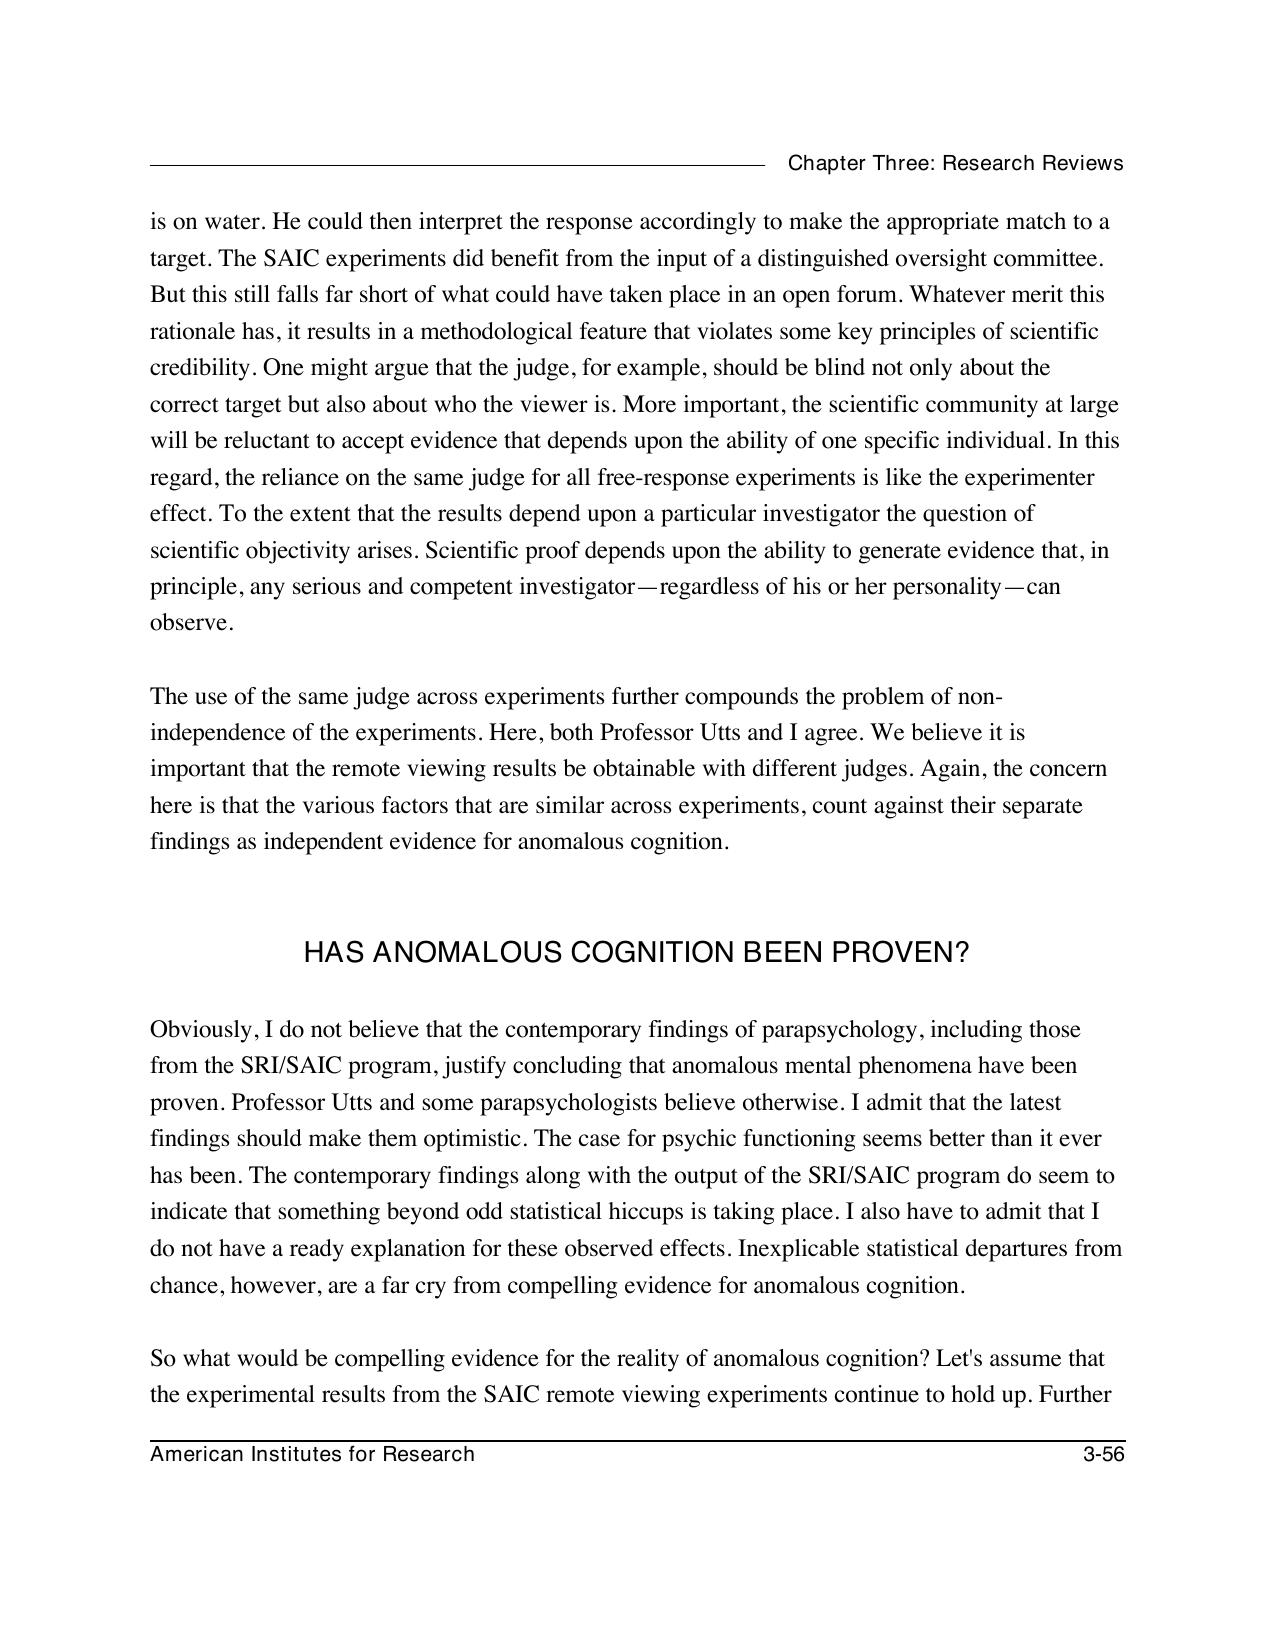 Chapter Three: Research Reviews
is on water. He could then interpret the response accordingly to make the appropriate match to a
target. The SAIC experiments did benefit from the input of a distinguished oversight committee.
But this still falls far short of what could have taken place in an open forum. Whatever merit this
rationale has, it results in a methodological feature that violates some key principles of scientific
credibility. One might argue that the judge, for example, should be blind not only about the
correct target but also about who the viewer is. More important, the scientific community at large
will be reluctant to accept evidence that depends upon the ability of one specific individual. In this
regard, the reliance on the same judge for all free-response experiments is like the experimenter
effect. To the extent that the results depend upon a particular investigator the question of
scientific objectivity arises. Scientific proof depends upon the ability to generate evidence that, in
principle, any serious and competent investigator—regardless of his or her personality—can
observe.
The use of the same judge across experiments further compounds the problem of non-
independence of the experiments. Here, both Professor Utts and I agree. We believe it is
important that the remote viewing results be obtainable with different judges. Again, the concern
here is that the various factors that are similar across experiments, count against their separate
findings as independent evidence for anomalous cognition.
HAS ANOMALOUS COGNITION BEEN PROVEN?
Obviously, I do not believe that the contemporary findings of parapsychology, including those
from the SRI/SAIC program, justify concluding that anomalous mental phenomena have been
proven. Professor Utts and some parapsychologists believe otherwise. I admit that the latest
findings should make them optimistic. The case for psychic functioning seems better than it ever
has been. The contemporary findings along with the output of the SRI/SAIC program do seem to
indicate that something beyond odd statistical hiccups is taking place. I also have to admit that I
do not have a ready explanation for these observed effects. Inexplicable statistical departures from
chance, however, are a far cry from compelling evidence for anomalous cognition.
So what would be compelling evidence for the reality of anomalous cognition? Let's assume that
the experimental results from the SAIC remote viewing experiments continue to hold up. Further
American Institutes for Research 3-56